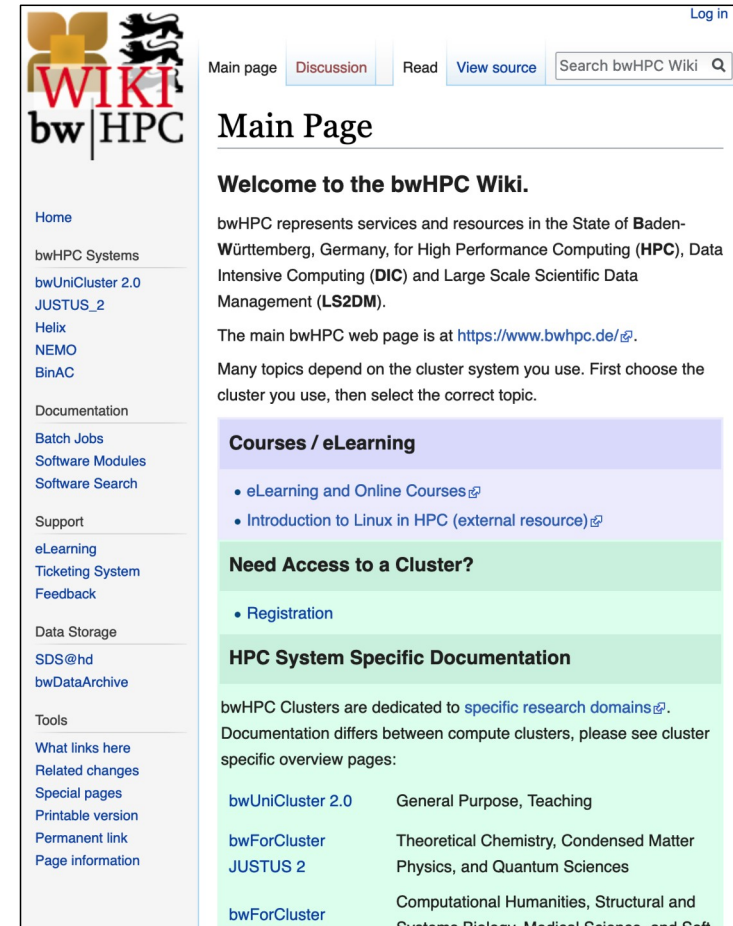 Log in
WIKI
bw|HPC
Main page Discussion Read View source Search bwHPC Wiki
Main Page
Welcome to the bwHPC Wiki.
bwHPC represents services and resources in the State of Baden-
Württemberg, Germany, for High Performance Computing (HPC), Data
Intensive Computing (DIC) and Large Scale Scientific Data
Management (LS2DM).
The main bwHPC web page is at https://www.bwhpc.de/.
Many topics depend on the cluster system you use. First choose the
cluster you use, then select the correct topic.
Courses / eLearning
• eLearning and Online Courses
• Introduction to Linux in HPC (external resource)
Need Access to a Cluster?
• Registration
HPC System Specific Documentation
bwHPC Clusters are dedicated to specific research domains.
Documentation differs between compute clusters, please see cluster
specific overview pages:
bwUniCluster 2.0 General Purpose, Teaching
bwForCluster Theoretical Chemistry, Condensed Matter
JUSTUS 2 Physics, and Quantum Sciences
Computational Humanities, Structural and
bwForCluster
Systems Biology, Medical Science, and Soft
Home
bwHPC Systems
bwUniCluster 2.0
JUSTUS_2
Helix
NEMO
BinAC
Documentation
Batch Jobs
Software Modules
Software Search
Support
eLearning
Ticketing System
Feedback
Data Storage
SDS@hd
bwDataArchive
Tools
What links here
Related changes
Special pages
Printable version
Permanent link
Page information